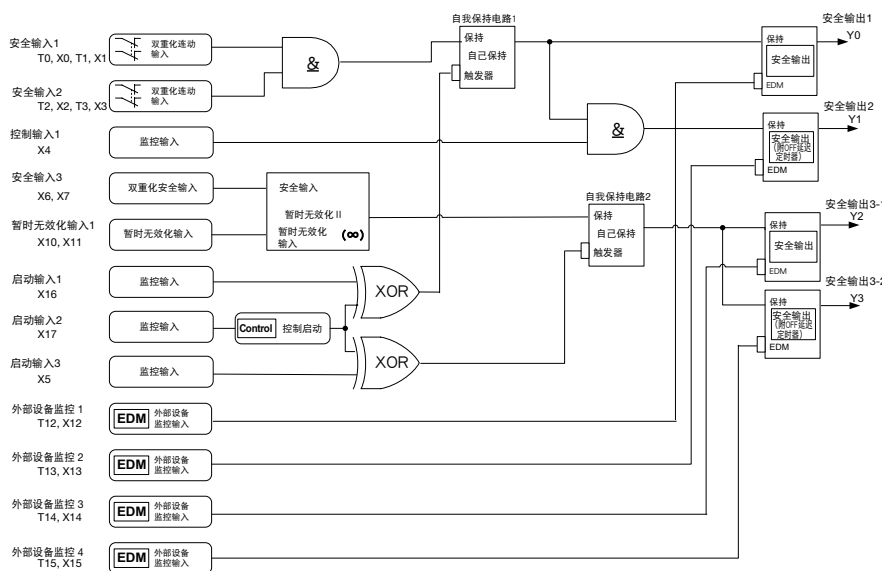 安全输入1
T0, X0, T1, X1
双重化连动
输入
安全输入2
T2, X2, T3, X3
双重化连动
输入
&
自我保持电路1
保持
自己保持
触发器
安全输出1
Y0
保持
安全输出
EDM
控制输入1
X4
监控输入
&
安全输出2
Y1
保持
安全输出
(附OFF延迟
定时器)
EDM
安全输入3
X6, X7
双重化安全输入
安全输入
暂时无效化 II
暂时无效化
输入
(∞)
暂时无效化输入1
X10, X11
暂时无效化输入
自我保持电路2
保持
自己保持
触发器
安全输出3-1
Y2
保持
安全输出
EDM
安全输出3-2
Y3
保持
安全输出
(附OFF延迟
定时器)
EDM
启动输入1
X16
监控输入
XOR
启动输入2
X17
监控输入
Control 控制启动
启动输入3
X5
监控输入
XOR
外部设备监控 1
T12, X12
EDM
外部设备
监控输入
外部设备监控 2
T13, X13
EDM
外部设备
监控输入
外部设备监控 3
T14, X14
EDM
外部设备
监控输入
外部设备监控 4
T15, X15
EDM
外部设备
监控输入